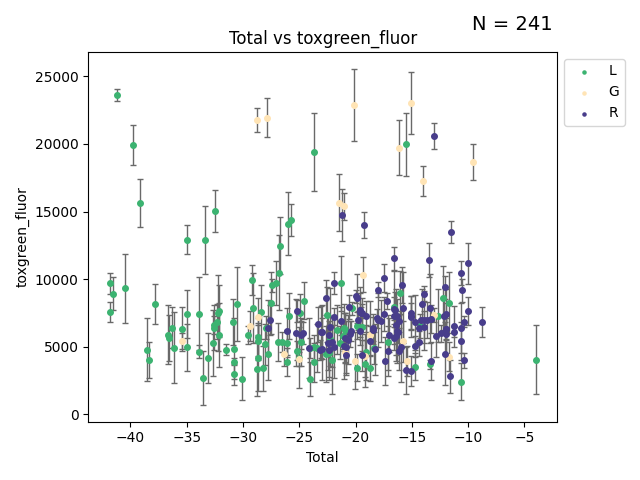 N = 241
Total vs toxgreen_fluor
25000
20000
15000
10000
5000
0
toxgreen_fluor
−40 −35 −30 −25 −20 −15 −10 −5
Total
L
G
R